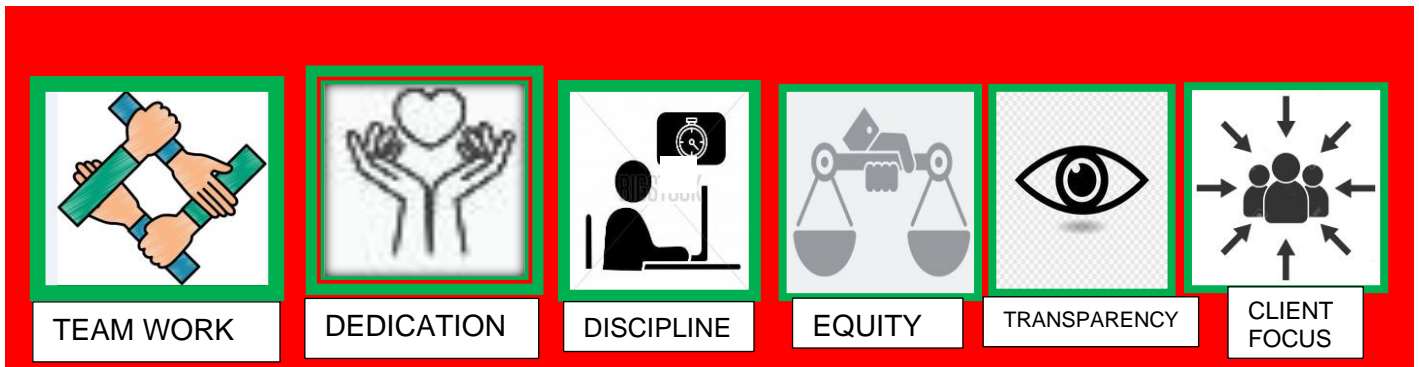 TEAM WORK
DEDICATION
DISCIPLINE
EQUITY
TRANSPARENCY
CLIENT
FOCUS